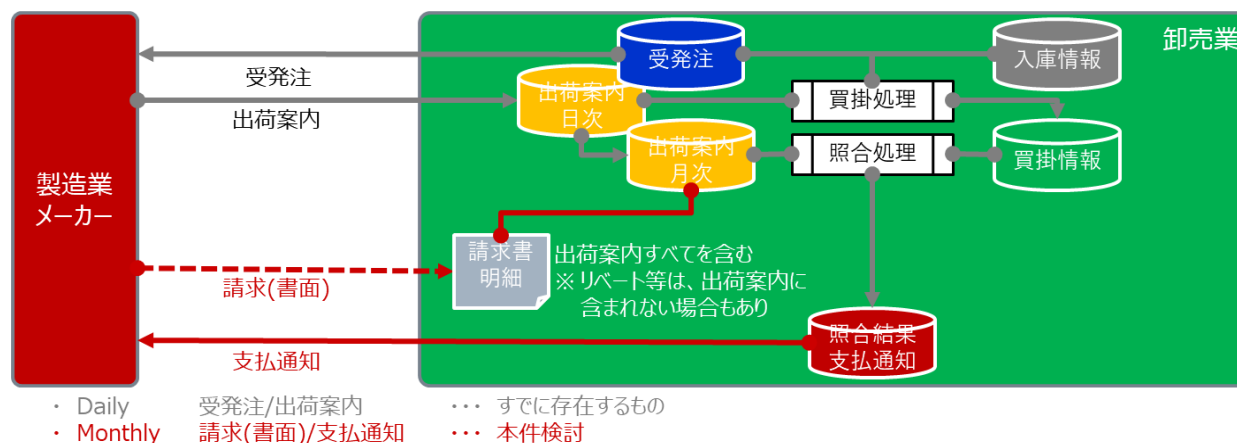 卸売業
製造業
メーカー
受発注
受発注
入庫情報
出荷案内
日次
買掛処理
出荷案内
出荷案内
月次
照合処理
買掛情報
請求書
明細
出荷案内すべてを含む
※リベート等は、出荷案内に
含まれない場合もあり
請求(書面)
照合結果
支払通知
支払通知
・ Daily 受発注/出荷案内 ・・・ すでに存在するもの
・ Monthly 請求(書面)/支払通知 ・・・ 本件検討